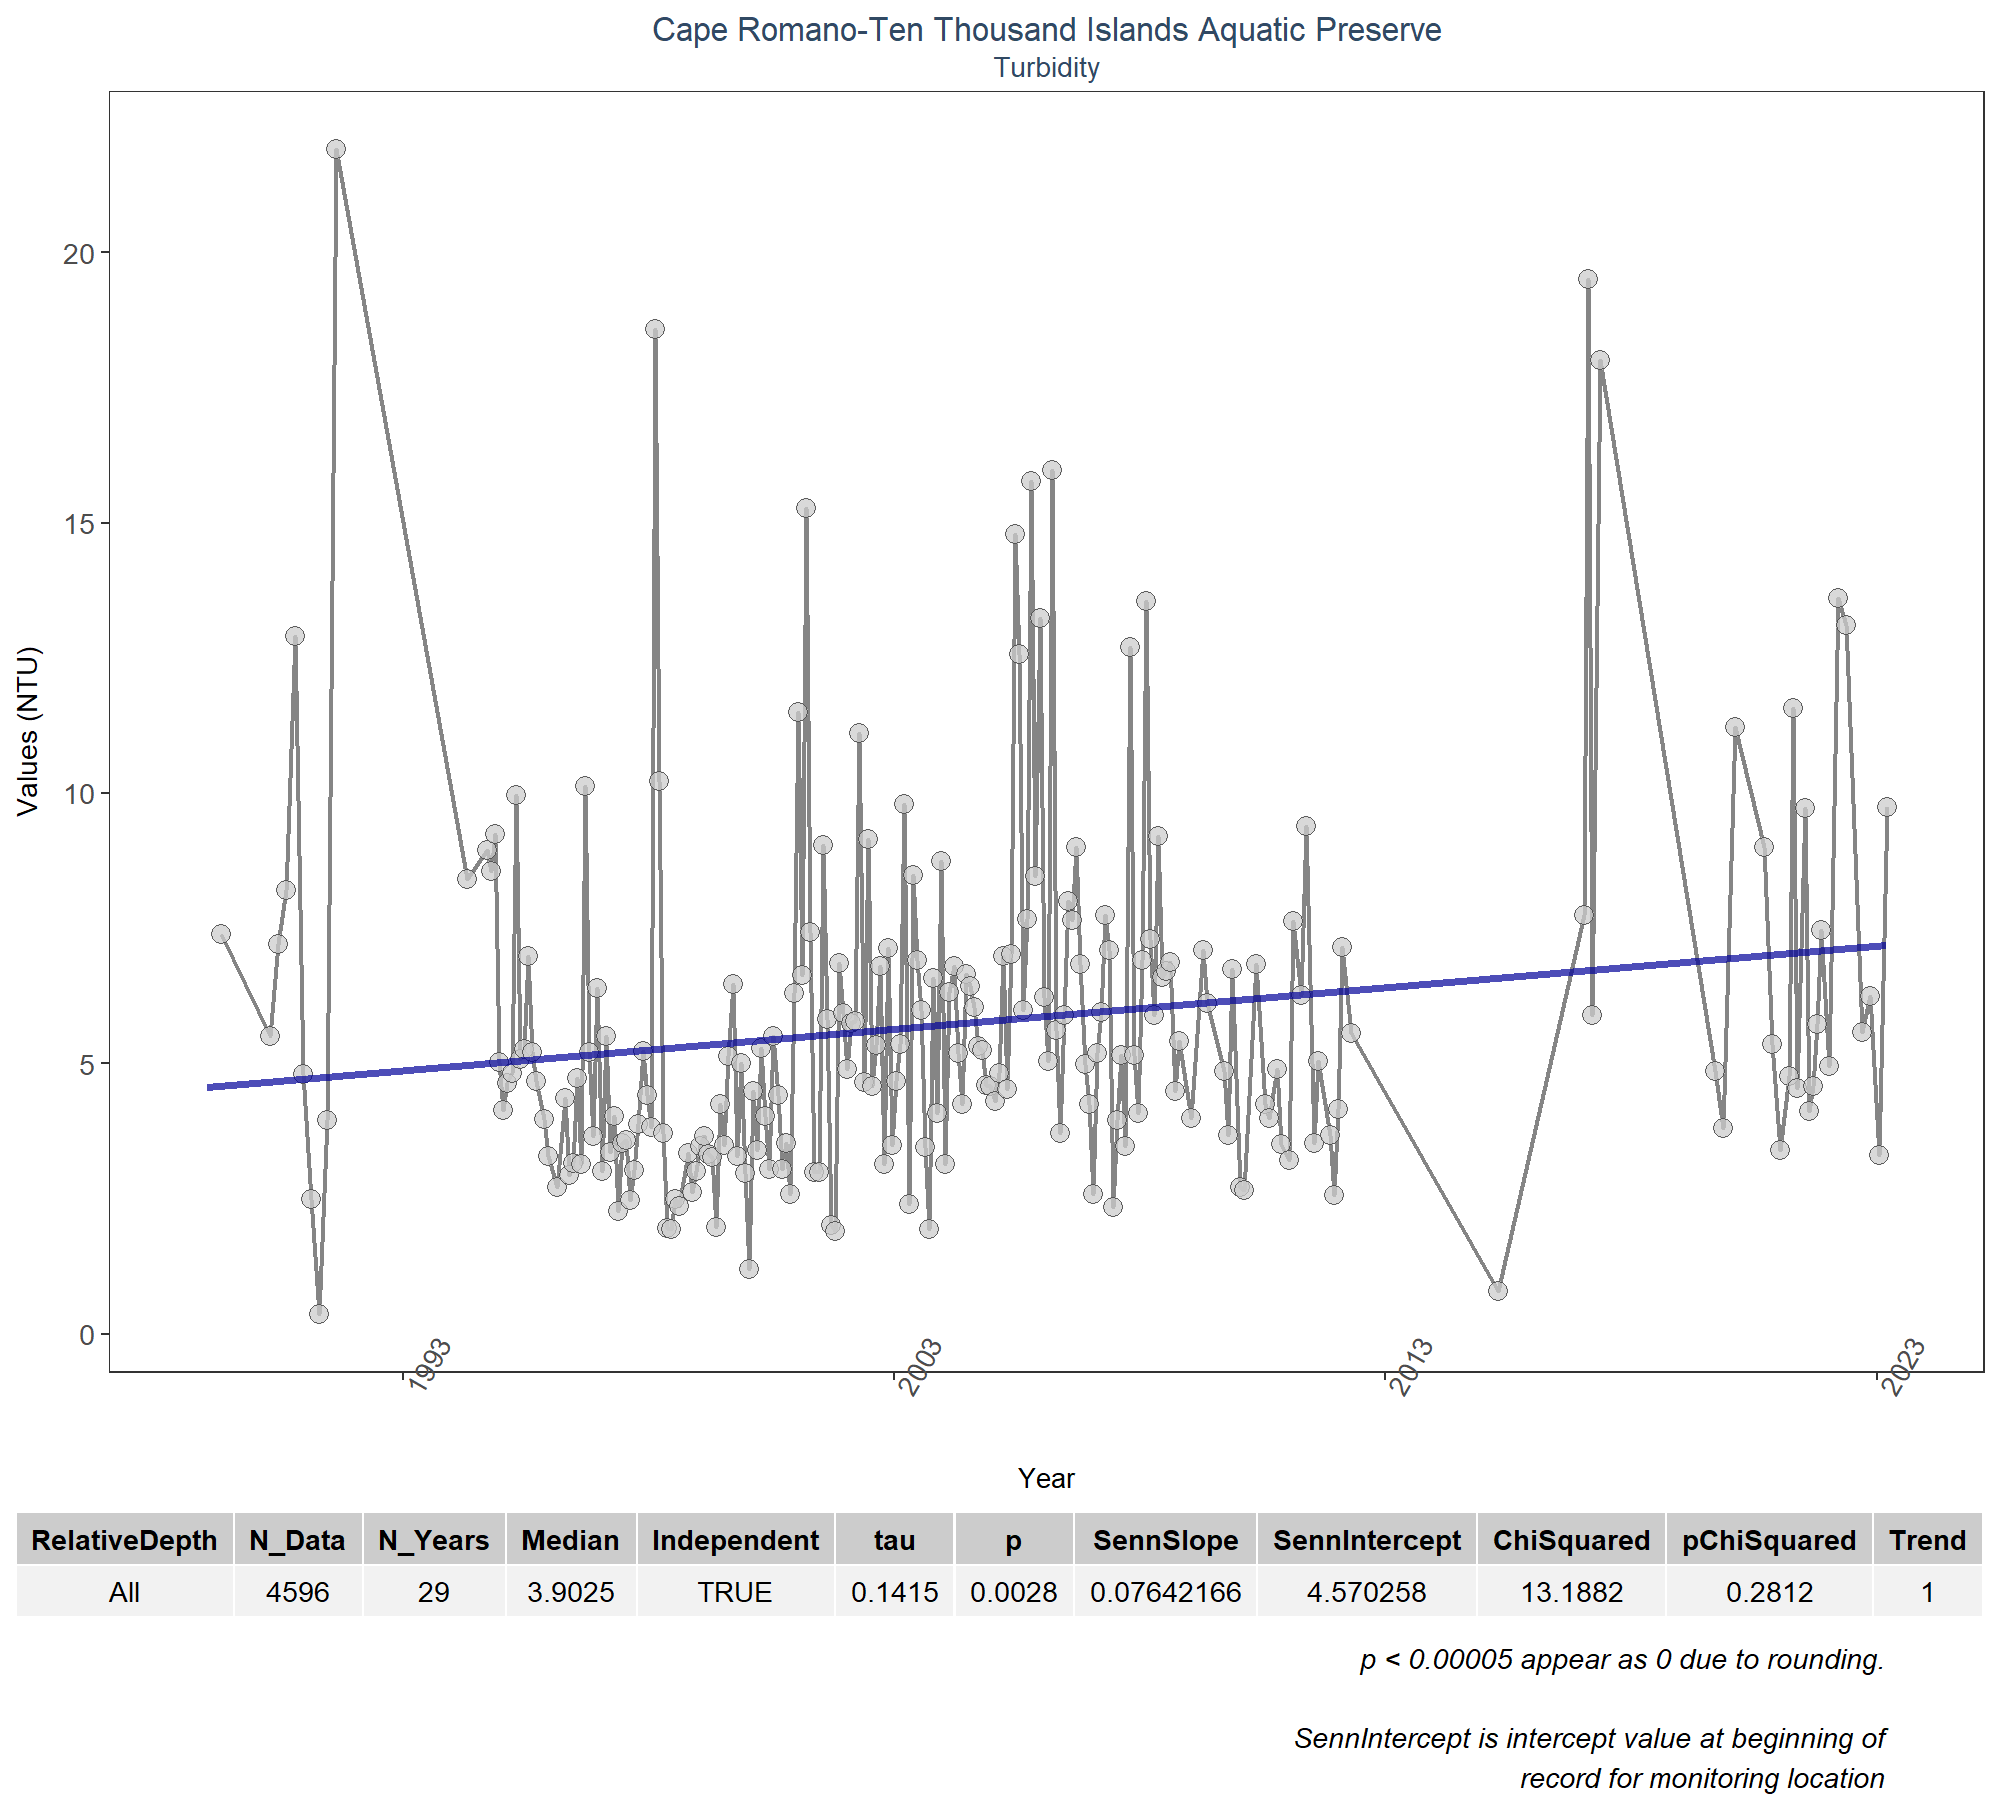 Cape Romano-Ten Thousand Islands Aquatic Preserve
Turbidity
Values (NTU)
20
15
10
5
0
1993
2003
2013
2023
Year
RelativeDepth N_Data N_Years Median Independent tau p SennSlope SennIntercept ChiSquared pChiSquared Trend
All 4596 29 3.9025 TRUE 0.1415 0.0028 0.07642166 4.570258 13.1882 0.2812 1
p < 0.00005 appear as 0 due to rounding.
SennIntercept is intercept value at beginning of
record for monitoring location